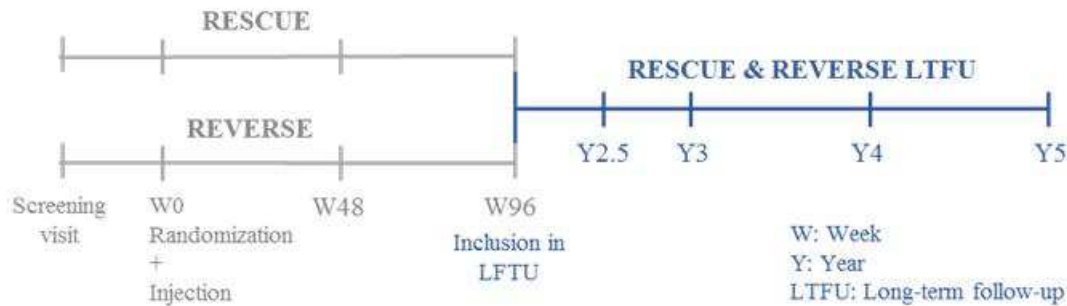 RESCUE
RESCUE & REVERSE LTFU
REVERSE
Y2.5 Y3 Y4 Y5
Screening visit
W0
Randomization
+
Injection
W48
W96
Inclusion in
LFTU
W: Week
Y: Year
LTFU: Long-term follow-up